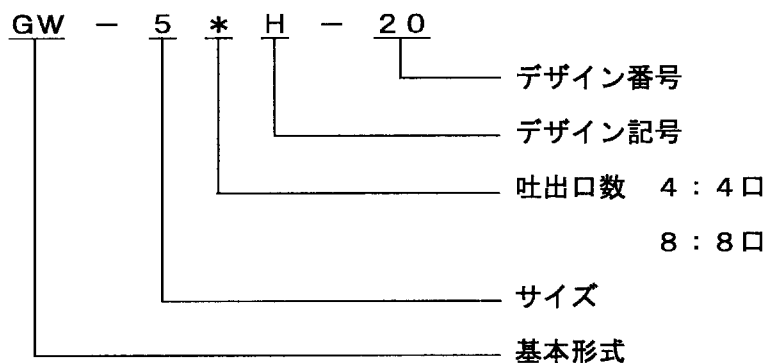 GW － 5 * H － 20
デザイン番号
デザイン記号
吐出口数 4：4口
8：8口
サイズ
基本形式